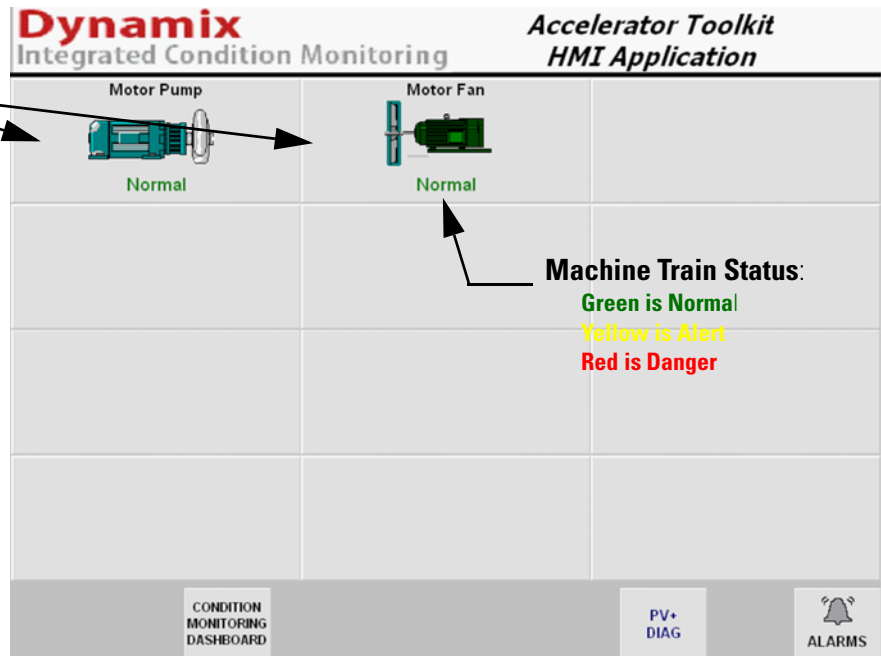 Dynamix
Integrated Condition Monitoring
Accelerator Toolkit
HMI Application
Motor Pump
Motor Fan
Normal
Normal
Machine Train Status:
Green is Normal
Yellow is Alert
Red is Danger
CONDITION
MONITORING
DASHBOARD
PV+
DIAG
ALARMS